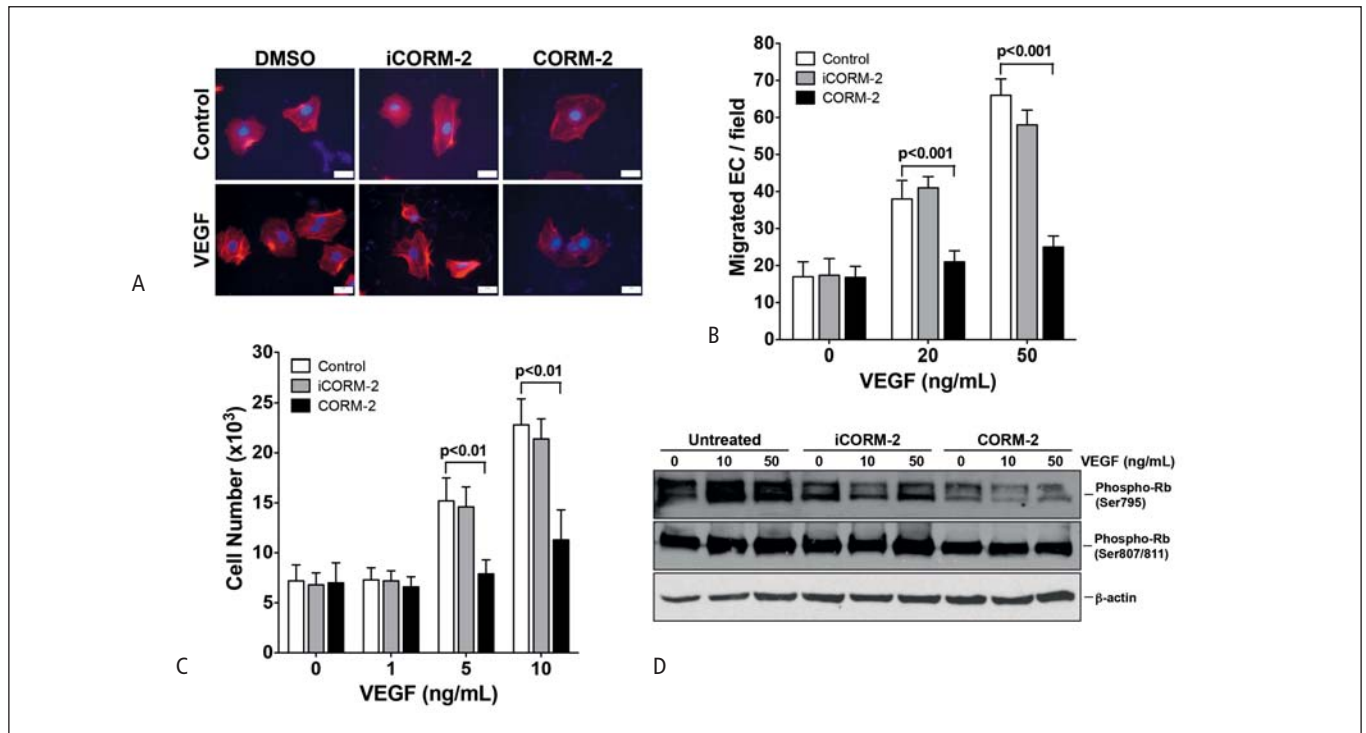 DMSO iCORM-2 CORM-2
Control
VEGF
A
80
70
60
50
40
30
20
10
0
Migrated EC / field
Control
iCORM-2
CORM-2
p<0.001
p<0.001
0 20 50
VEGF (ng/mL)
B
30
25
20
15
10
5
0
Cell Number (x10³)
Control
iCORM-2
CORM-2
p<0.01
p<0.01
0 1 5 10
VEGF (ng/mL)
C
Untreated iCORM-2 CORM-2
0 10 50 0 10 50 0 10 50 VEGF (ng/mL)
Phospho-Rb
(Ser795)
Phospho-Rb
(Ser807/811)
β-actin
D